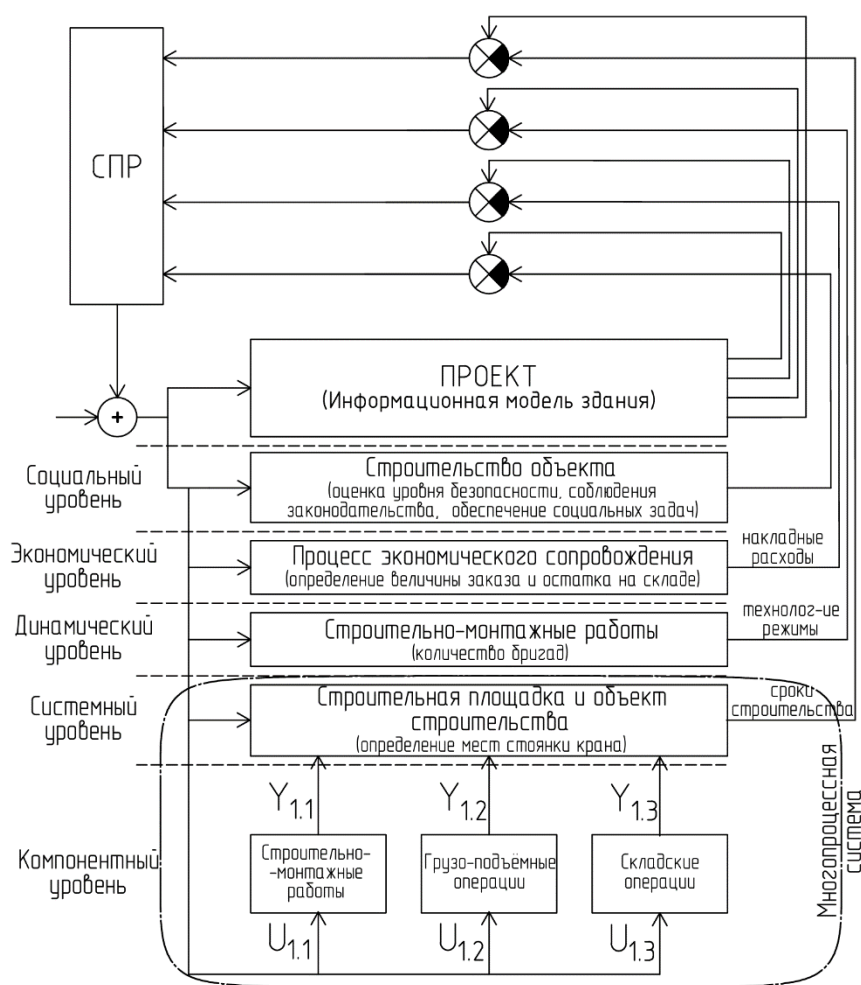 СПР
ПРОЕКТ
(Информационная модель здания)
+
Социальный
уровень
Строительство объекта
(оценка уровня безопасности, соблюдения
законодательства, обеспечение социальных задач)
Экономический
уровень
Процесс экономического сопровождения
(определение величины заказа и остатка на складе)
накладные
расходы
Динамический
уровень
Строительно-монтажные работы
(количество бригад)
технолог-ие
режимы
Системный
уровень
Строительная площадка и объект
строительства
(определение мест стоянки крана)
сроки
строительства
Y1.1
Y1.2
Y1.3
Компонентный
уровень
Строительно-
-монтажные
работы
Грузо-подъёмные
операции
Складские
операции
Многопроцессная
система
U1.1
U1.2
U1.3